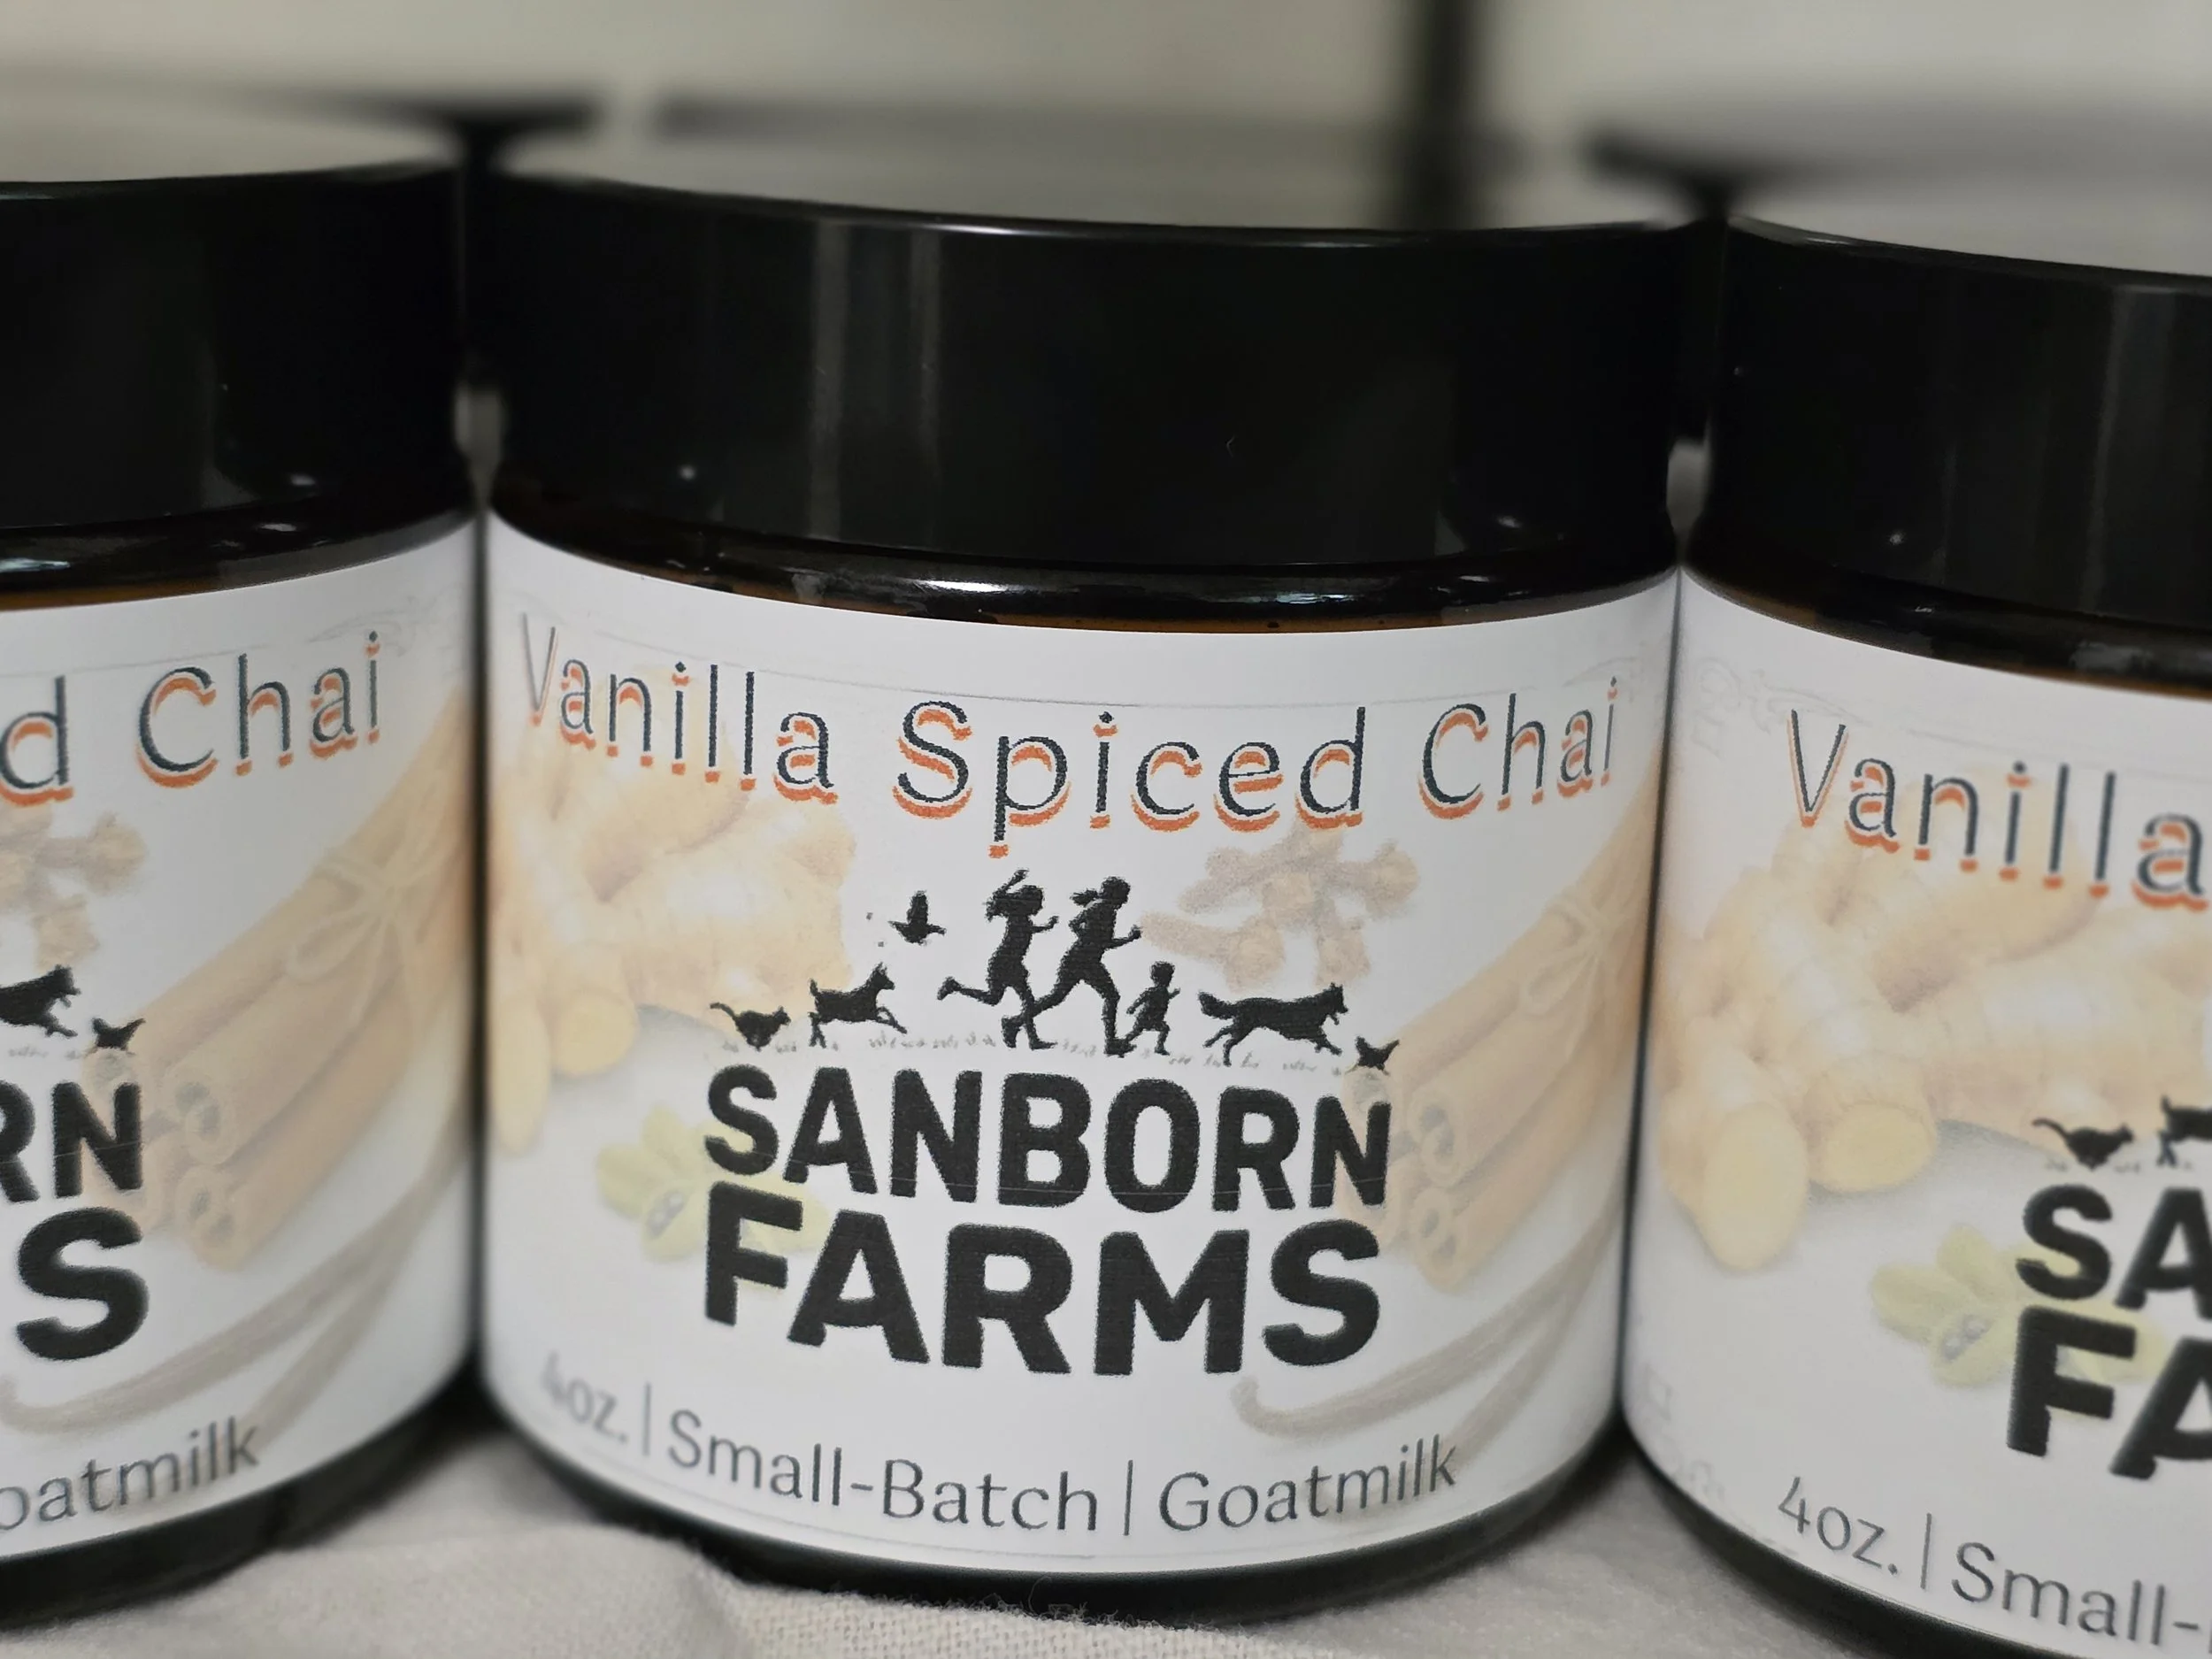 d Chai
RN
S
oatmilk
Vanilla Spiced Chai
SANBORN
FARMS
4oz. | Small-Batch | Goatmilk
Vanilla
SA
FA
4oz. | Small-